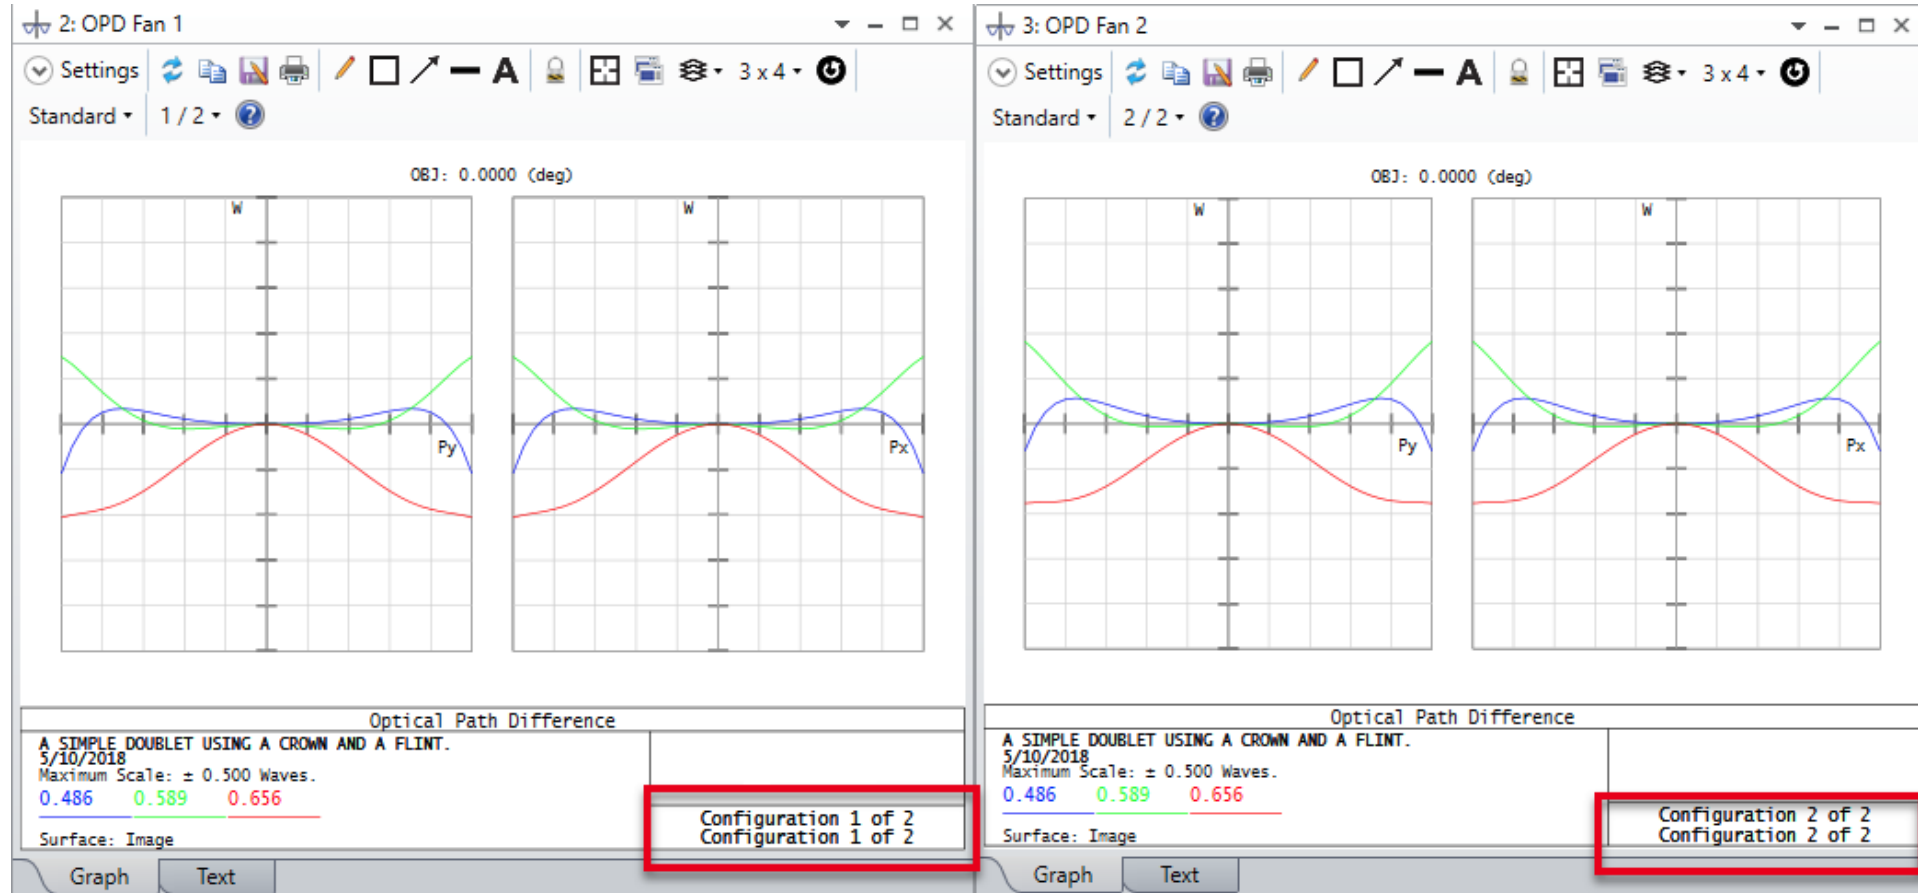 2: OPD Fan 1
Settings
A
3 x 4
Standard
1 / 2
OBJ: 0.0000 (deg)
W
W
Py
Px
Optical Path Difference
A SIMPLE DOUBLET USING A CROWN AND A FLINT.
5/10/2018
Maximum Scale: ± 0.500 Waves.
0.486 0.589 0.656
Surface: Image
Configuration 1 of 2
Configuration 1 of 2
Graph
Text
3: OPD Fan 2
Settings
A
3 x 4
Standard
2 / 2
OBJ: 0.0000 (deg)
W
W
Py
Px
Optical Path Difference
A SIMPLE DOUBLET USING A CROWN AND A FLINT.
5/10/2018
Maximum Scale: ± 0.500 Waves.
0.486 0.589 0.656
Surface: Image
Configuration 2 of 2
Configuration 2 of 2
Graph
Text